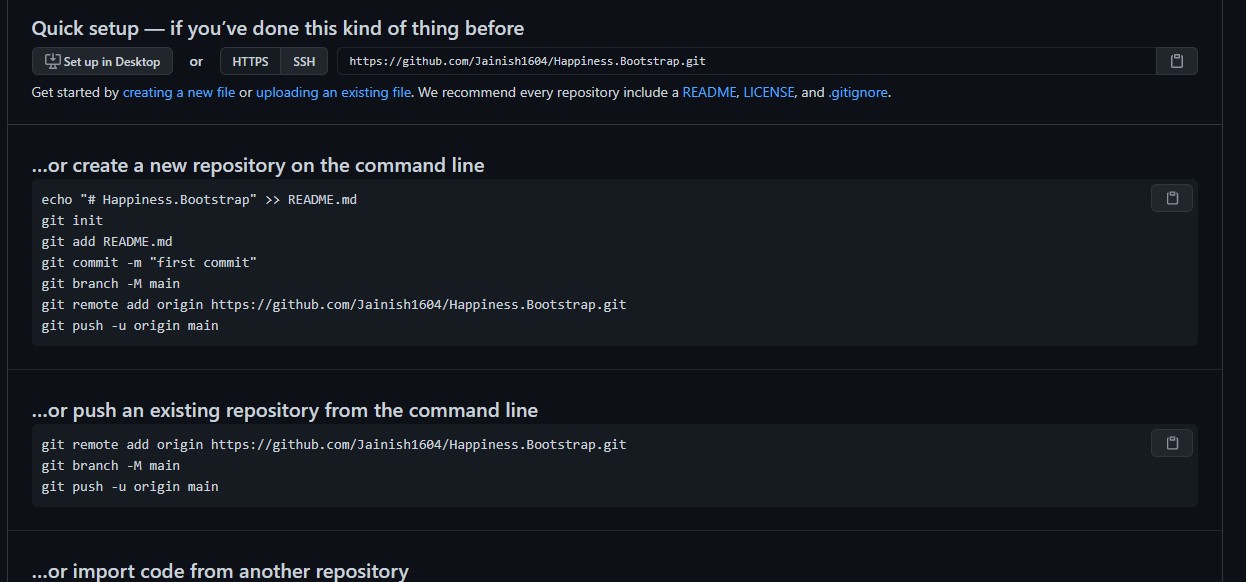 Quick setup — if you’ve done this kind of thing before
Set up in Desktop or HTTPS SSH https://github.com/Jainish1604/Happiness.Bootstrap.git
Get started by creating a new file or uploading an existing file. We recommend every repository include a README, LICENSE, and .gitignore.
…or create a new repository on the command line
echo "# Happiness.Bootstrap" >> README.md
git init
git add README.md
git commit -m "first commit"
git branch -M main
git remote add origin https://github.com/Jainish1604/Happiness.Bootstrap.git
git push -u origin main
…or push an existing repository from the command line
git remote add origin https://github.com/Jainish1604/Happiness.Bootstrap.git
git branch -M main
git push -u origin main
…or import code from another repository